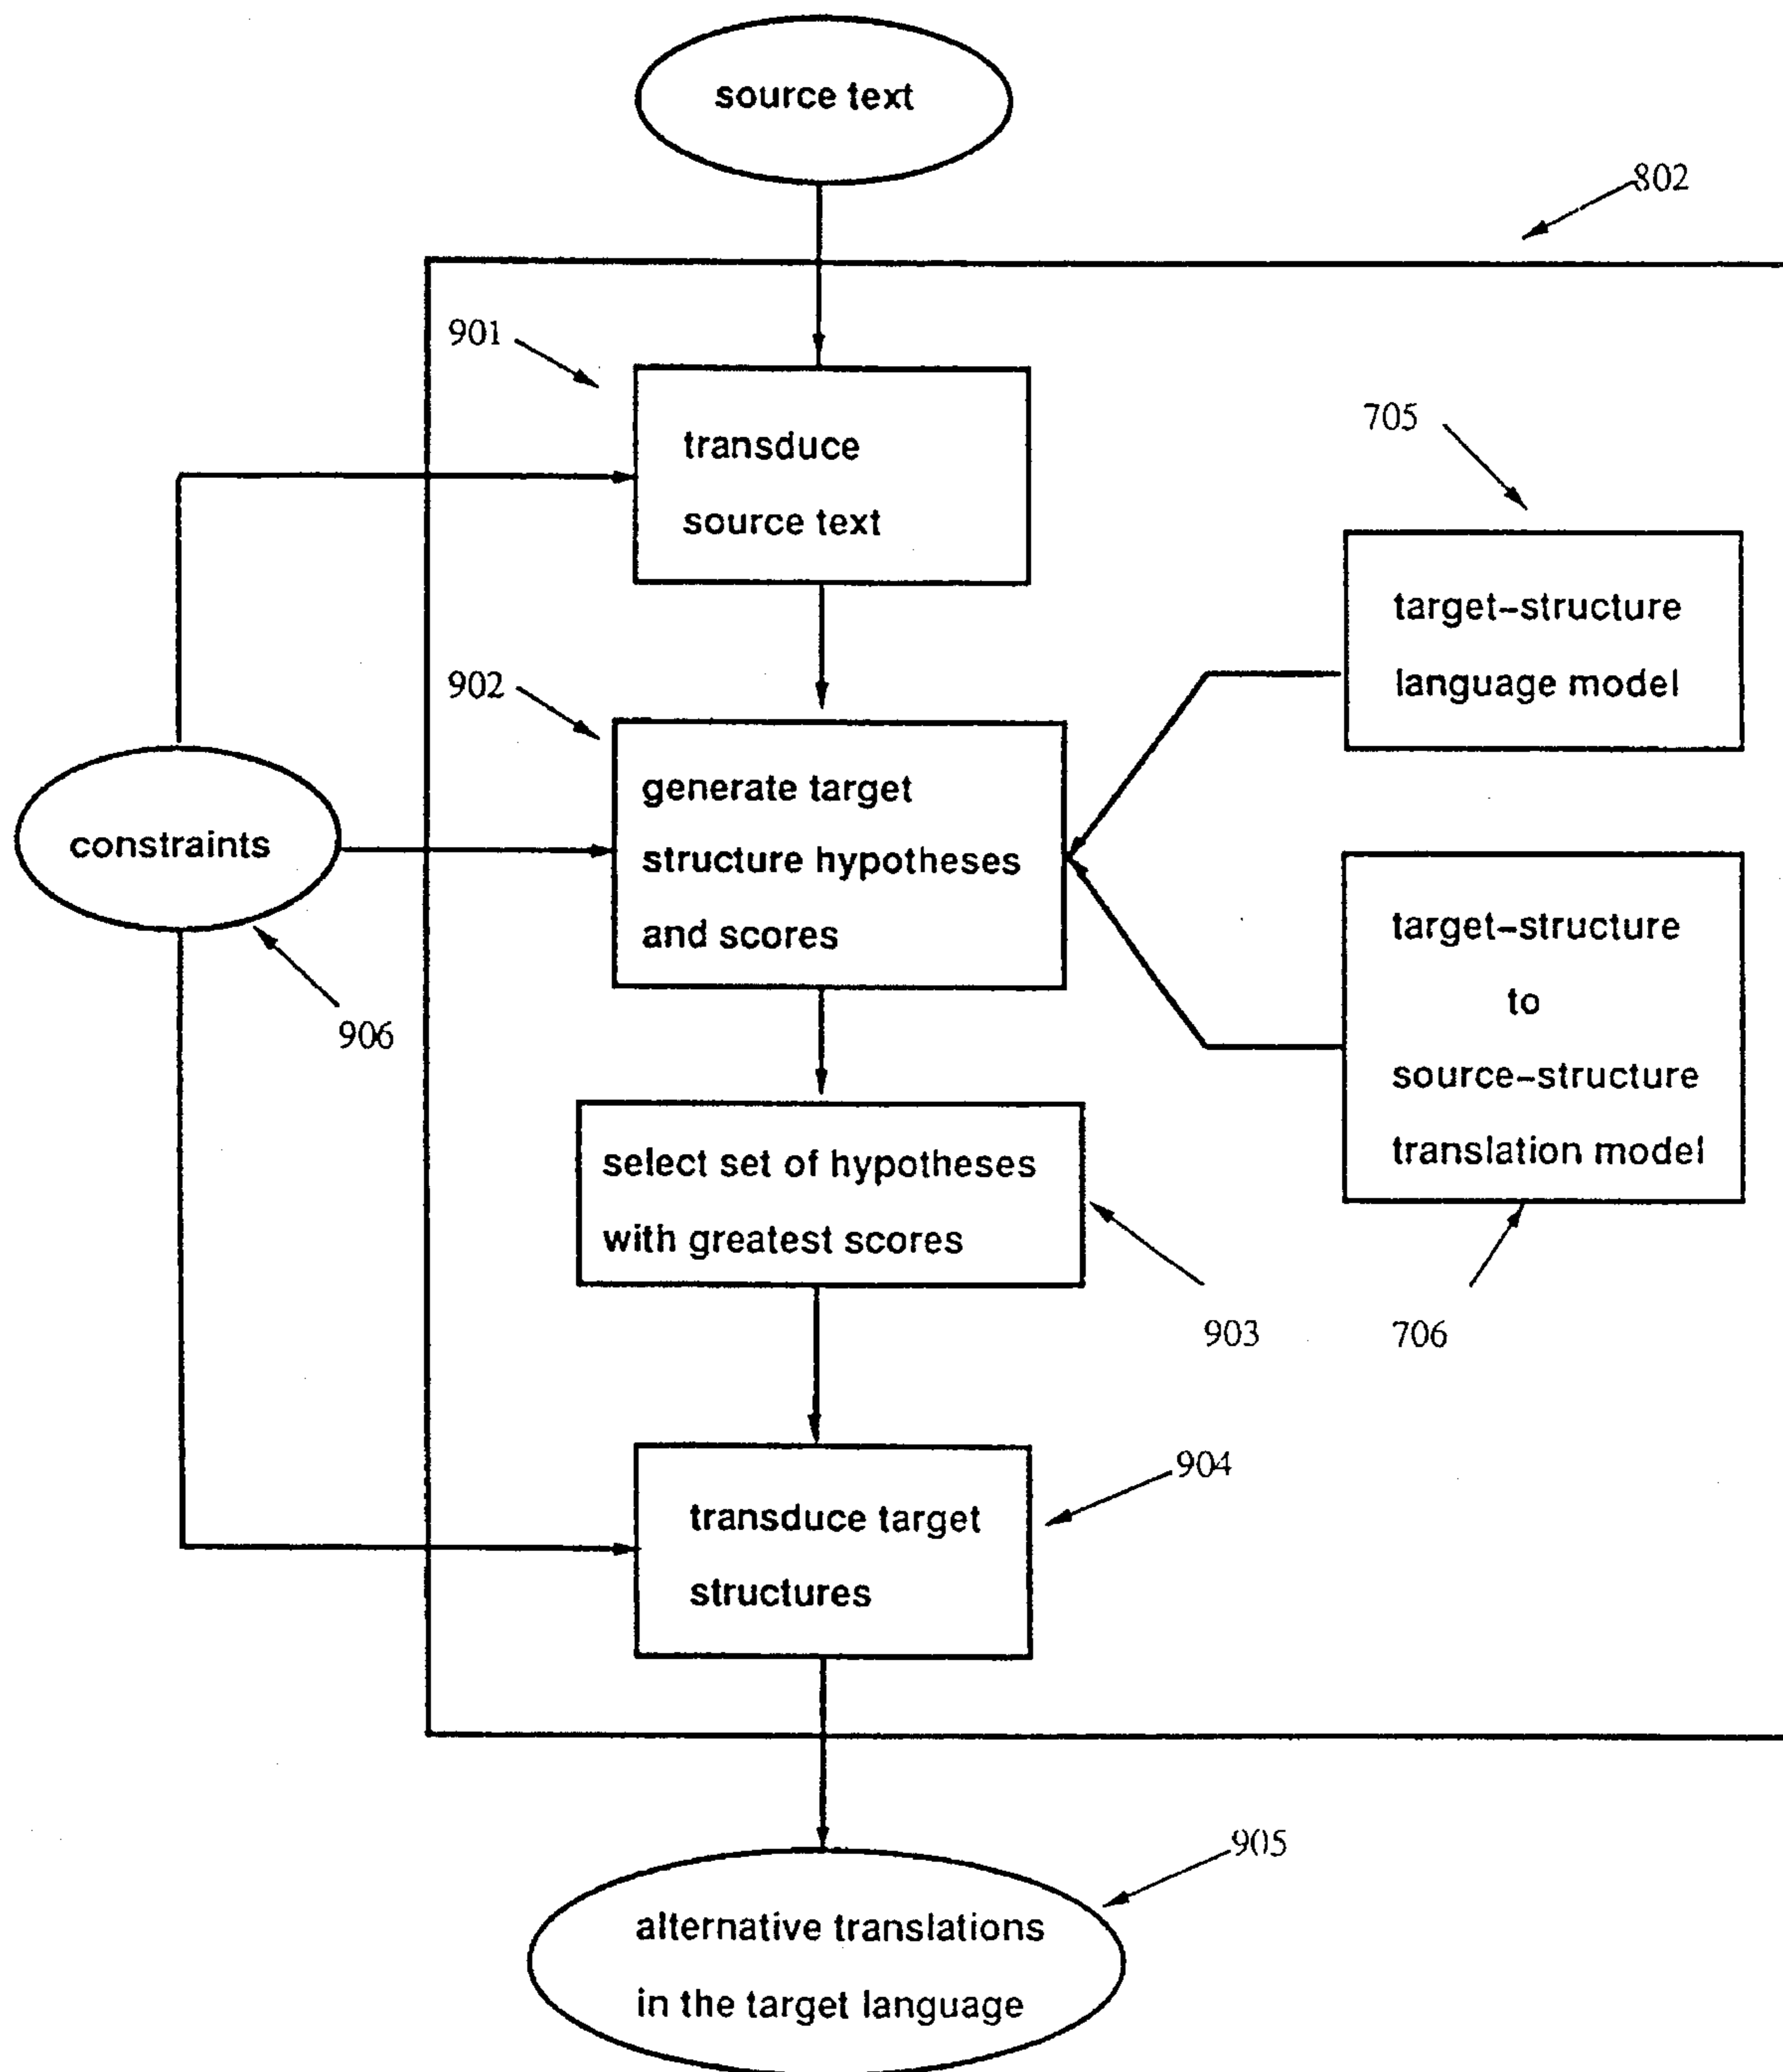 source text
802
901
transduce
source text
705
target-structure
language model
902
generate target
structure hypotheses
and scores
constraints
906
target-structure
to
source-structure
translation model
706
select set of hypotheses
with greatest scores
903
904
transduce target
structures
905
alternative translations
in the target language